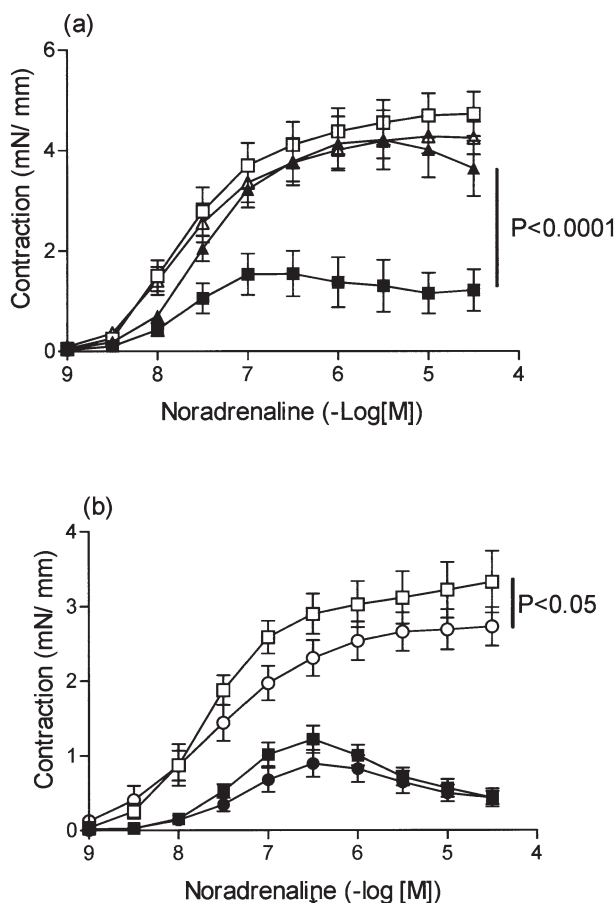 (a)
6
4
2
0
Contraction (mN/ mm)
P<0.0001
9 8 7 6 5 4
Noradrenaline (-Log[M])
(b)
4
3
2
1
0
Contraction (mN/ mm)
P<0.05
9 8 7 6 5 4
Noradrenaline (-log [M])